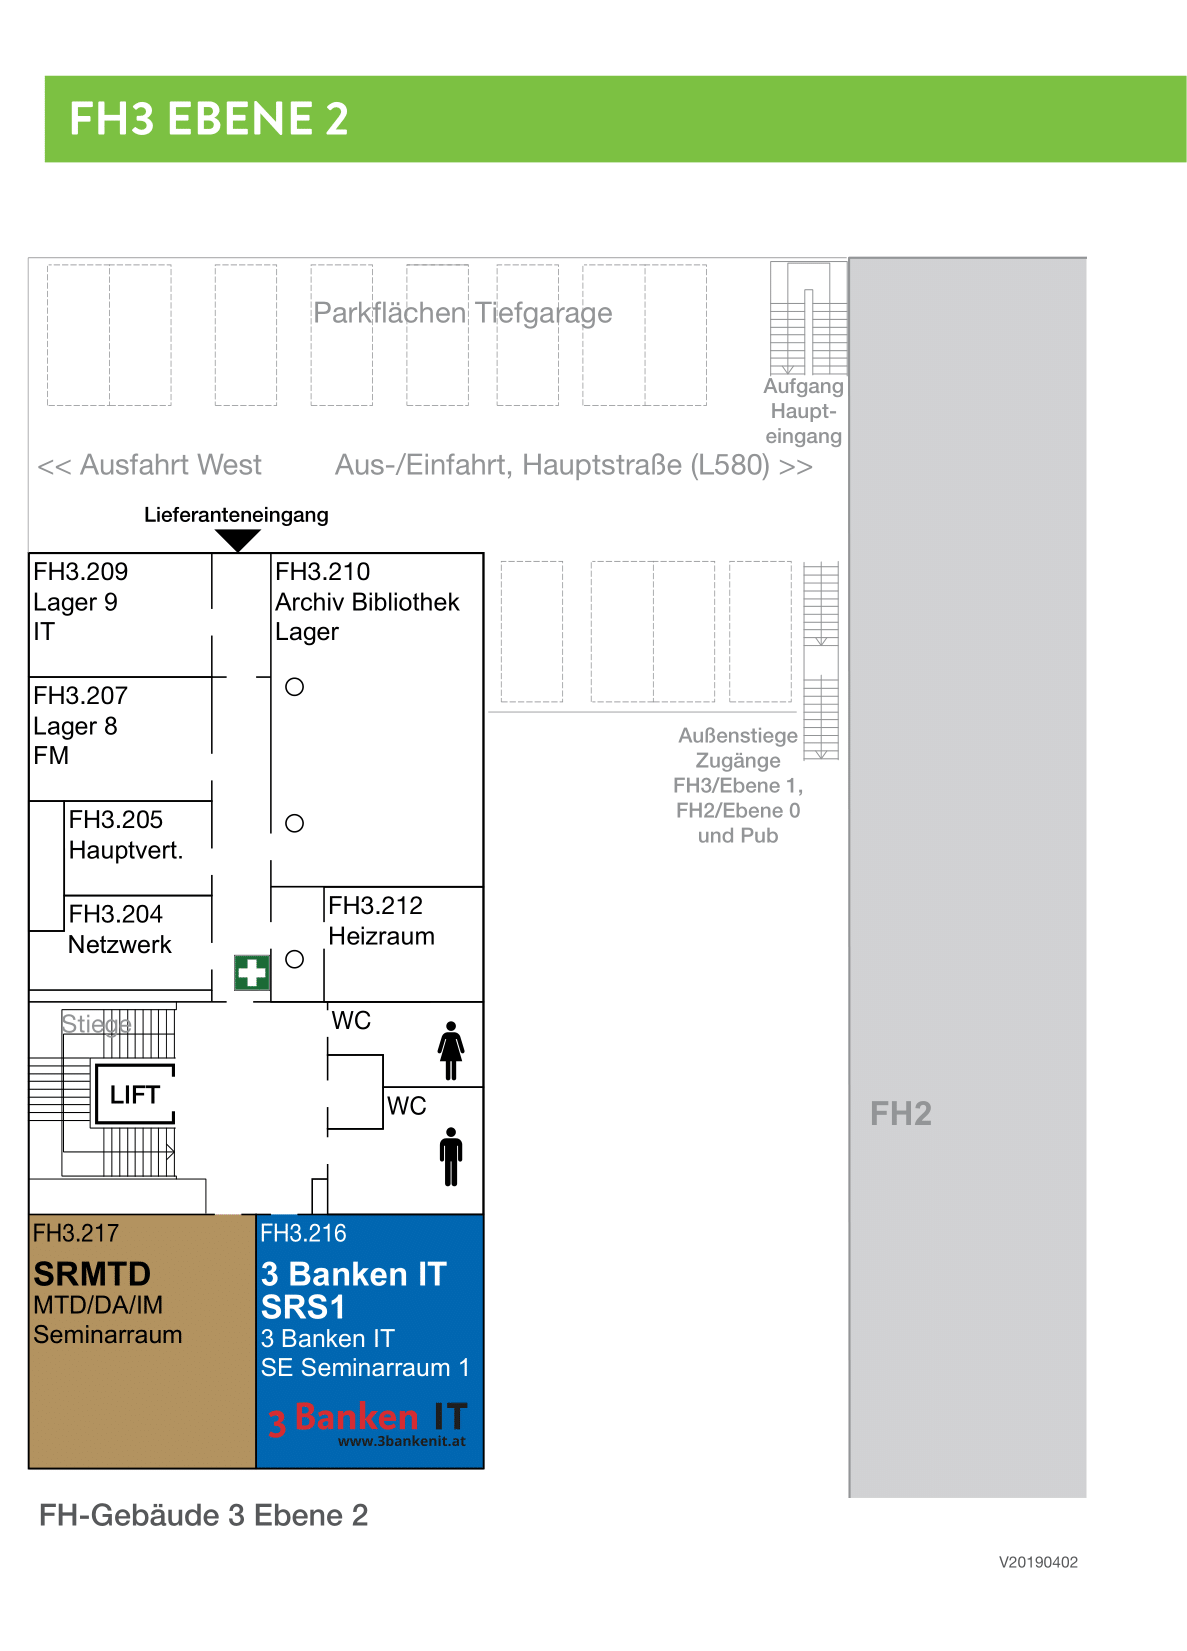 FH3 EBENE 2
Parkflächen Tiefgarage
Aufgang
Haupt-
eingang
<< Ausfahrt West
Aus-/Einfahrt, Hauptstraße (L580) >>
Lieferanteneingang
FH3.209
Lager 9
IT
FH3.210
Archiv Bibliothek
Lager
FH3.207
Lager 8
FM
Außenstiege
Zugänge
FH3/Ebene 1,
FH2/Ebene 0
und Pub
FH3.205
Hauptvert.
FH3.204
Netzwerk
FH3.212
Heizraum
Stiege
WC
LIFT
WC
FH2
FH3.217
SRMTD
MTD/DA/IM
Seminarraum
FH3.216
3 Banken IT
SRS1
3 Banken IT
SE Seminarraum 1
3 Banken IT
www.3bankenit.at
FH-Gebäude 3 Ebene 2
V20190402